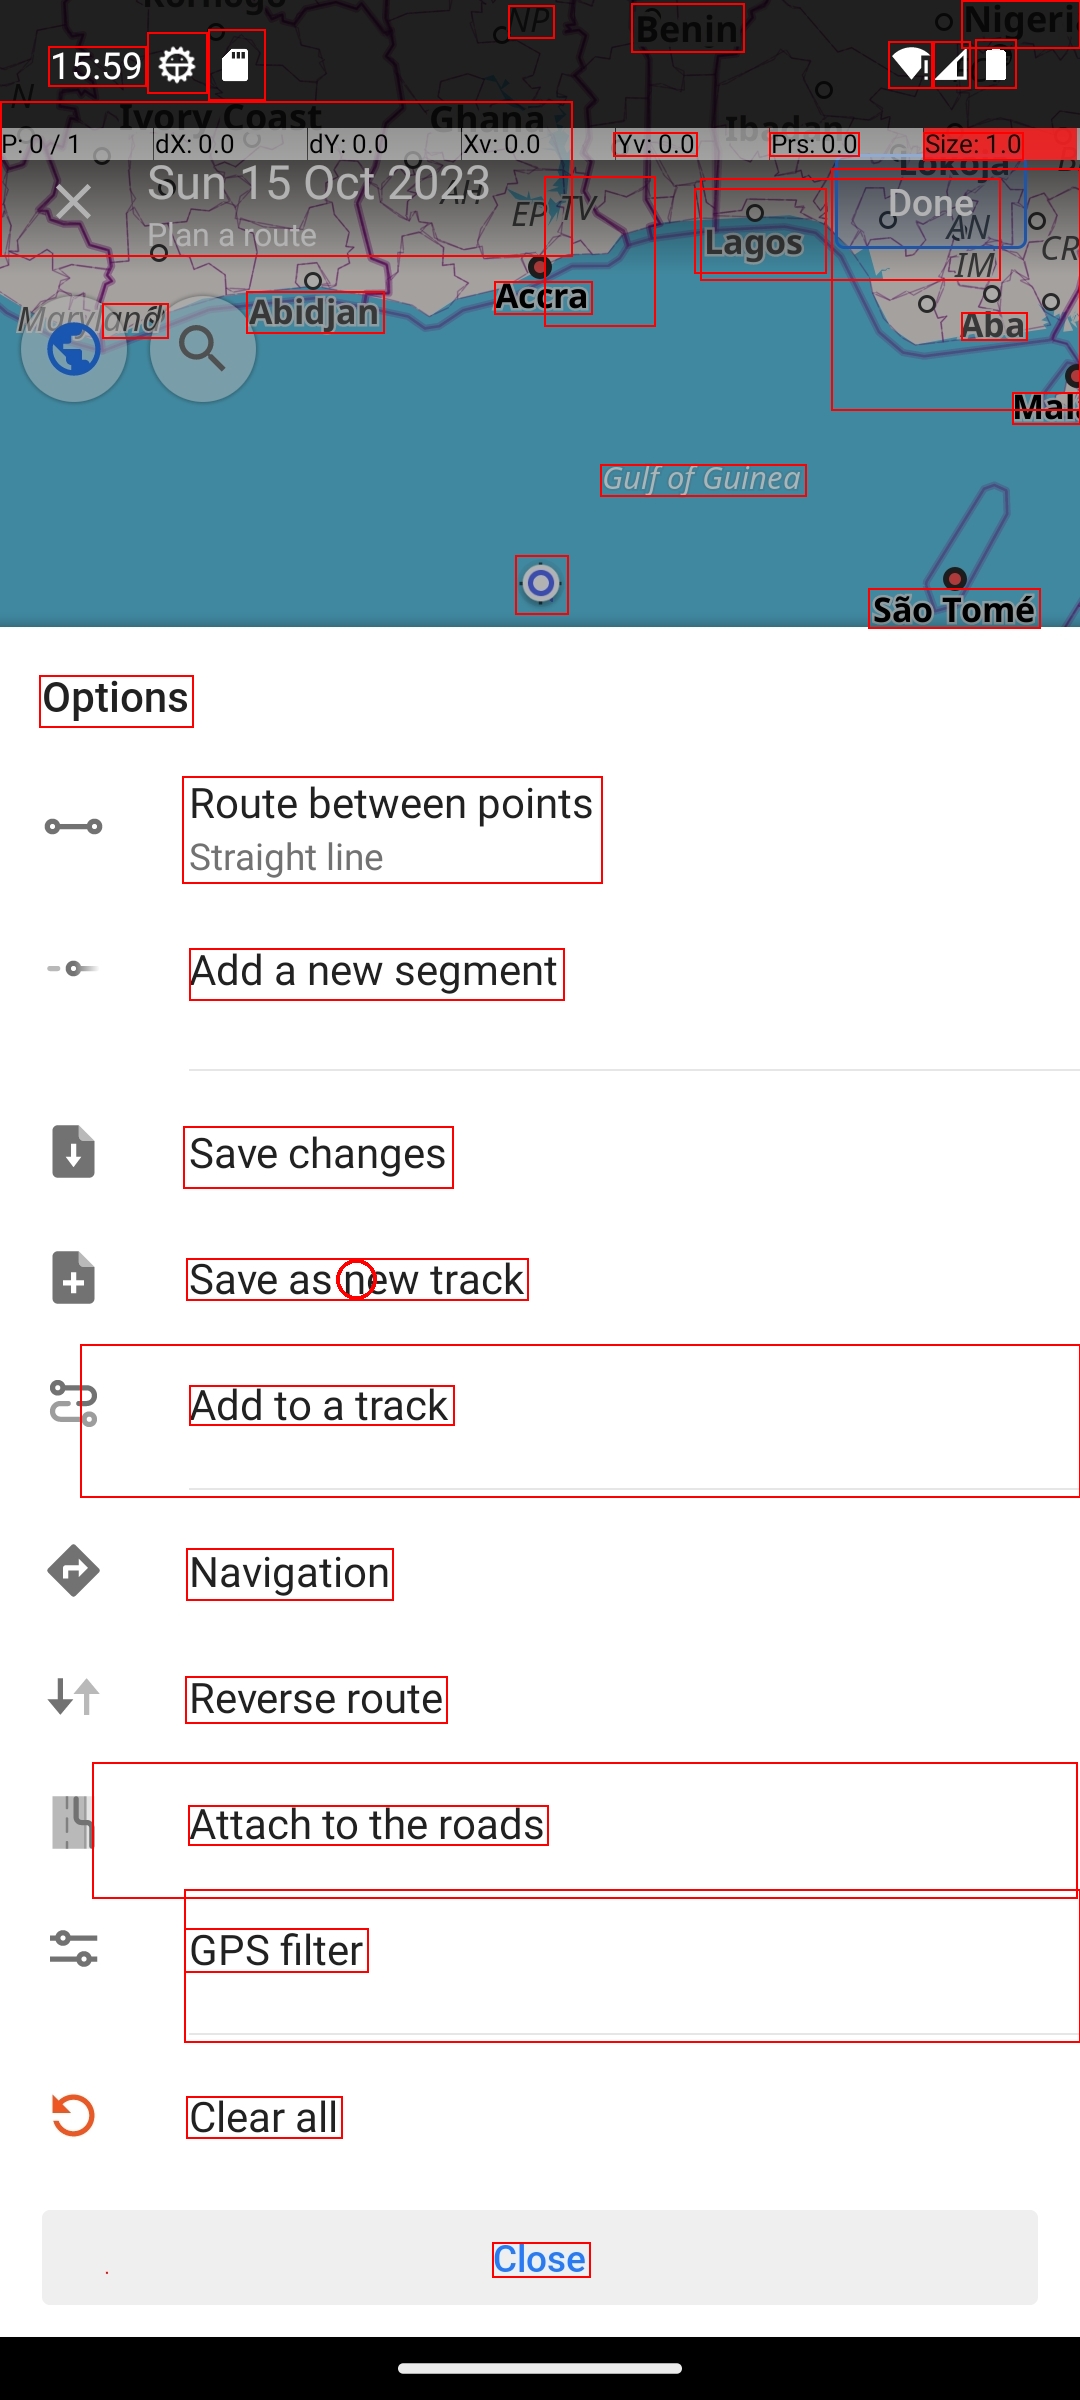 NP
Benin
Nigeri
15:59
N
Ivory Coast
Ghana
Ibadan
P: 0 / 1
dX: 0.0
dY: 0.0
Xv: 0.0
Yv: 0.0
Prs: 0.0
Size: 1.0
Lokoja
Sun 15 Oct 2023
AH
EP
TV
Done
AN
Plan a route
Lagos
CR
IM
Accra
Maryland
Abidjan
Aba
Mal
Gulf of Guinea
São Tomé
Options
Route between points
Straight line
Add a new segment
Save changes
Save as new track
Add to a track
Navigation
Reverse route
Attach to the roads
GPS filter
Clear all
Close